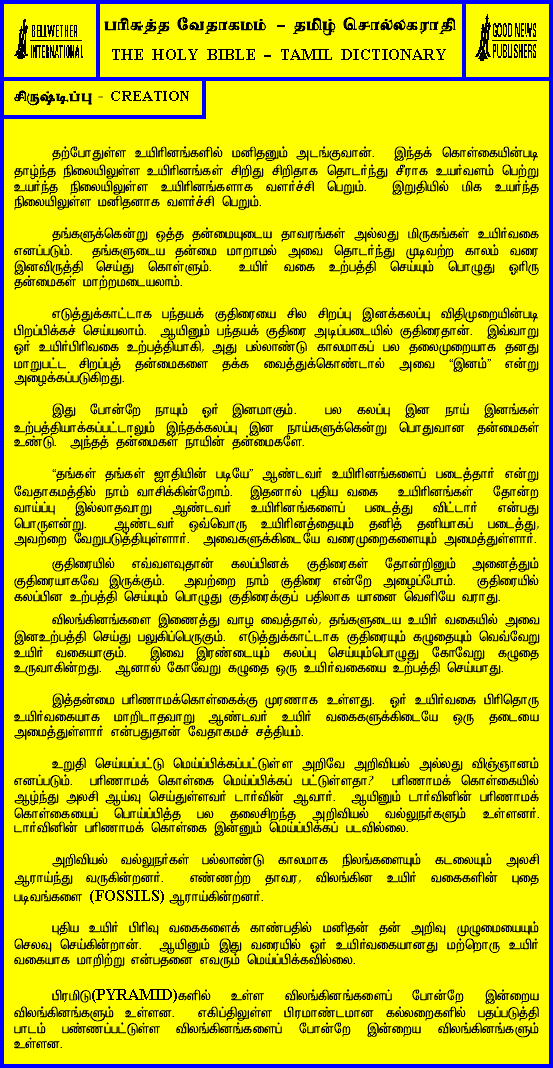 BELLWETHER
INTERNATIONAL
பரிசுத்த வேதாகமம் – தமிழ் சொல்லகராதி
THE HOLY BIBLE – TAMIL DICTIONARY
GOOD NEWS
PUBLISHERS
சிருஷ்டிப்பு - CREATION
தற்போதுள்ள உயிரினங்களில் மனிதனும் அடங்குவான். இந்தக் கொள்கையின்படி
தாழ்ந்த நிலையிலுள்ள உயிரினங்கள் சிறிது சிறிதாக தொடர்ந்து சீராக உயர்வளம் பெற்று
உயர்ந்த நிலையிலுள்ள உயிரினங்களாக வளர்ச்சி பெறும். இறுதியில் மிக உயர்ந்த
நிலையிலுள்ள மனிதனாக வளர்ச்சி பெறும்.
தங்களுக்கென்று ஒத்த தன்மையுடைய தாவரங்கள் அல்லது மிருகங்கள் உயிர்வகை
எனப்படும். தங்களுடைய தன்மை மாறாமல் அவை தொடர்ந்து முடிவற்ற காலம் வரை
இனவிருத்தி செய்து கொள்ளும். உயிர் வகை உற்பத்தி செய்யும் பொழுது ஓரிரு
தன்மைகள் மாற்றமடையலாம்.
எடுத்துக்காட்டாக பந்தயக் குதிரையை சில சிறப்பு இனக்கலப்பு விதிமுறையின்படி
பிறப்பிக்கச் செய்யலாம். ஆயினும் பந்தயக் குதிரை அடிப்படையில் குதிரைதான். இவ்வாறு
ஓர் உயிர்பிரிவகை உற்பத்தியாகி, அது பல்லாண்டு காலமாகப் பல தலைமுறையாக தனது
மாறுபட்ட சிறப்புத் தன்மைகளை தக்க வைத்துக்கொண்டால் அவை “இனம்” என்று
அழைக்கப்படுகிறது.
இது போன்றே நாயும் ஓர் இனமாகும். பல கலப்பு இன நாய் இனங்கள்
உற்பத்தியாக்கப்பட்டாலும் இந்தக்கலப்பு இன நாய்களுக்கென்று பொதுவான தன்மைகள்
உண்டு. அந்தத் தன்மைகள் நாயின் தன்மைகளே.
“தங்கள் தங்கள் ஜாதியின் படியே” ஆண்டவர் உயிரினங்களைப் படைத்தார் என்று
வேதாகமத்தில் நாம் வாசிக்கின்றோம். இதனால் புதிய வகை உயிரினங்கள் தோன்ற
வாய்ப்பு இல்லாதவாறு ஆண்டவர் உயிரினங்களைப் படைத்து விட்டார் என்பது
பொருளன்று. ஆண்டவர் ஒவ்வொரு உயிரினத்தையும் தனித் தனியாகப் படைத்து,
அவற்றை வேறுபடுத்தியுள்ளார். அவைகளுக்கிடையே வரைமுறைகளையும் அமைத்துள்ளார்.
குதிரையில் எவ்வளவுதான் கலப்பினக் குதிரைகள் தோன்றினும் அனைத்தும்
குதிரையாகவே இருக்கும். அவற்றை நாம் குதிரை என்றே அழைப்போம். குதிரையில்
கலப்பின உற்பத்தி செய்யும் பொழுது குதிரைக்குப் பதிலாக யானை வெளியே வராது.
விலங்கினங்களை இணைத்து வாழ வைத்தால், தங்களுடைய உயிர் வகையில் அவை
இனஉற்பத்தி செய்து பலுகிப்பெருகும். எடுத்துக்காட்டாக குதிரையும் கழுதையும் வெவ்வேறு
உயிர் வகையாகும். இவை இரண்டையும் கலப்பு செய்யும்பொழுது கோவேறு கழுதை
உருவாகின்றது. ஆனால் கோவேறு கழுதை ஒரு உயிர்வகையை உற்பத்தி செய்யாது.
இத்தன்மை பரிணாமக்கொள்கைக்கு முரணாக உள்ளது. ஓர் உயிர்வகை பிரிதொரு
உயிர்வகையாக மாறிடாதவாறு ஆண்டவர் உயிர் வகைகளுக்கிடையே ஒரு தடையை
அமைத்துள்ளார் என்பதுதான் வேதாகமச் சத்தியம்.
உறுதி செய்யப்பட்டு மெய்ப்பிக்கப்பட்டுள்ள அறிவே அறிவியல் அல்லது விஞ்ஞானம்
எனப்படும். பரிணாமக் கொள்கை மெய்ப்பிக்கப் பட்டுள்ளதா? பரிணாமக் கொள்கையில்
ஆழ்ந்து அலசி ஆய்வு செய்துள்ளவர் டார்வின் ஆவார். ஆயினும் டார்வினின் பரிணாமக்
கொள்கையைப் பொய்ப்பித்த பல தலைசிறந்த அறிவியல் வல்லுநர்களும் உள்ளனர்.
டார்வினின் பரிணாமக் கொள்கை இன்னும் மெய்ப்பிக்கப் படவில்லை.
அறிவியல் வல்லுநர்கள் பல்லாண்டு காலமாக நிலங்களையும் கடலையும் அலசி
ஆராய்ந்து வருகின்றனர். எண்ணற்ற தாவர, விலங்கின உயிர் வகைகளின் புதை
படிவங்களை (FOSSILS) ஆராய்கின்றனர்.
புதிய உயிர் பிரிவு வகைகளைக் காண்பதில் மனிதன் தன் அறிவு முழுமையையும்
செலவு செய்கின்றான். ஆயினும் இது வரையில் ஓர் உயிர்வகையானது மற்றொரு உயிர்
வகையாக மாறிற்று என்பதனை எவரும் மெய்ப்பிக்கவில்லை.
பிரமிடு(PYRAMID)களில் உள்ள விலங்கினங்களைப் போன்றே இன்றைய
விலங்கினங்களும் உள்ளன. எகிப்திலுள்ள பிரமாண்டமான கல்லறைகளில் பதப்படுத்தி
பாடம் பண்ணப்பட்டுள்ள விலங்கினங்களைப் போன்றே இன்றைய விலங்கினங்களும்
உள்ளன.